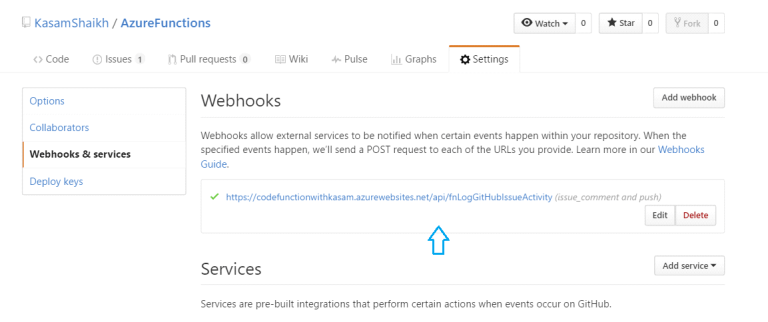 KasamShaikh / AzureFunctions
Watch 0 Star 0 Fork 0
Code Issues 1 Pull requests 0 Wiki Pulse Graphs Settings
Options
Collaborators
Webhooks & services
Deploy keys
Webhooks
Add webhook
Webhooks allow external services to be notified when certain events happen within your repository. When the
specified events happen, we'll send a POST request to each of the URLs you provide. Learn more in our Webhooks
Guide.
https://codefunctionwithkasam.azurewebsites.net/api/fnLogGitHubIssueActivity (issue_comment and push)
Edit Delete
Services
Add service
Services are pre-built integrations that perform certain actions when events occur on GitHub.